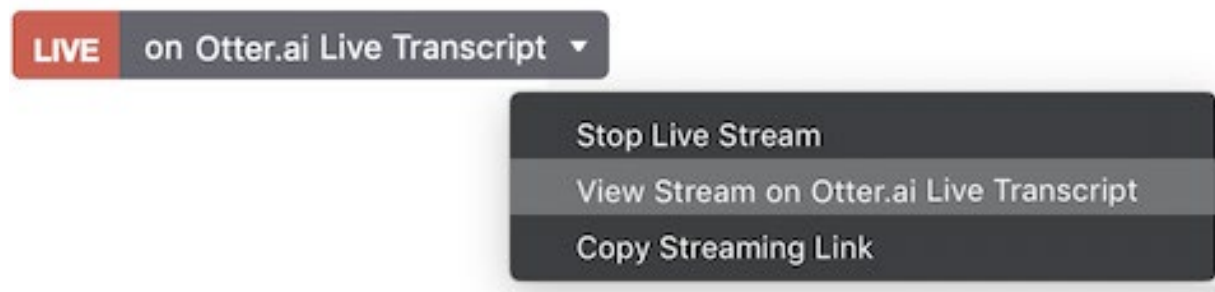 LIVE on Otter.ai Live Transcript
Stop Live Stream
View Stream on Otter.ai Live Transcript
Copy Streaming Link